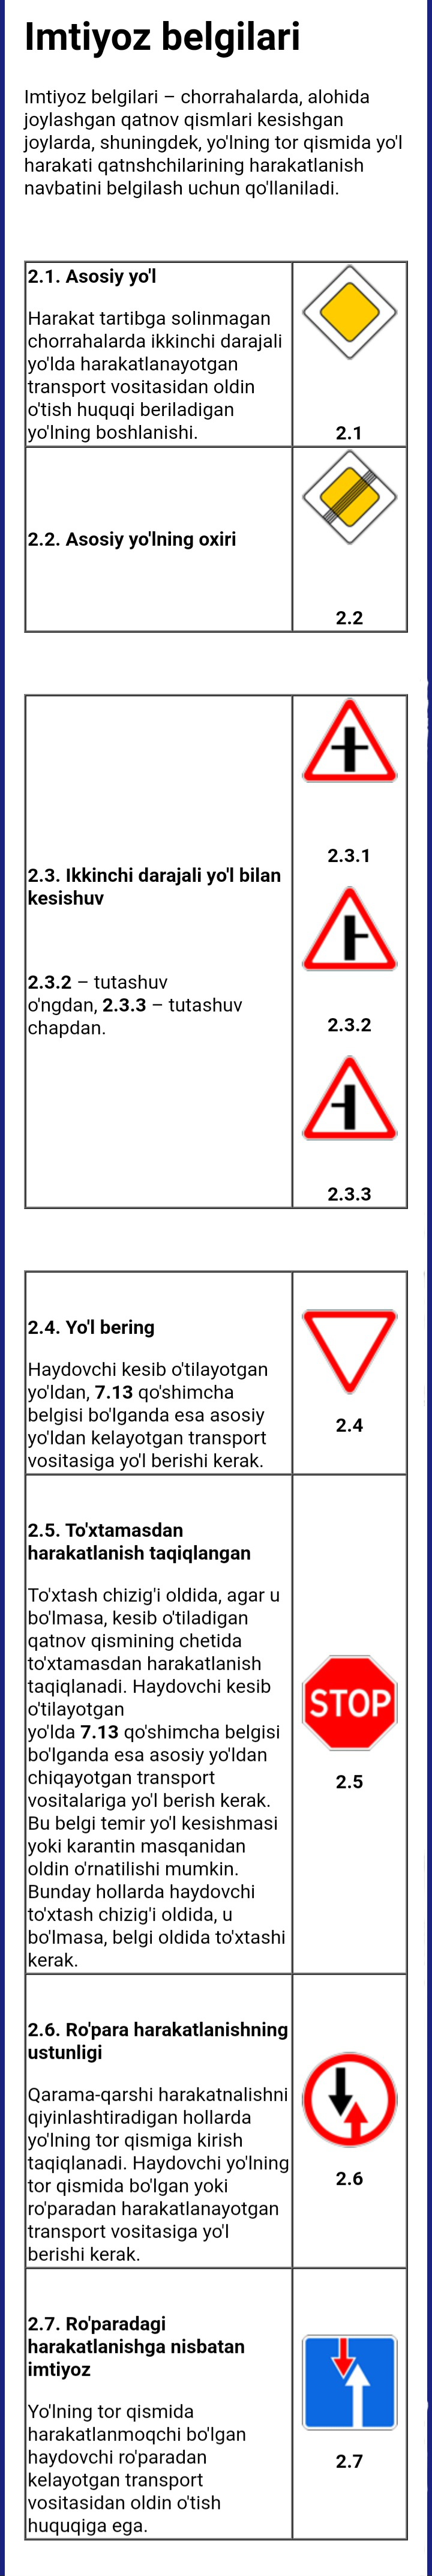 Imtiyoz belgilari
Imtiyoz belgilari – chorrahalarda, alohida
joylashgan qatnov qismlari kesishgan
joylarda, shuningdek, yo'lning tor qismida yo'l
harakati qatnshchilarining harakatlanish
navbatini belgilash uchun qo'llaniladi.
2.1. Asosiy yo'l
Harakat tartibga solinmagan
chorrahalarda ikkinchi darajali
yo'lda harakatlanayotgan
transport vositasidan oldin
o'tish huquqi beriladigan
yo'lning boshlanishi.
2.1
2.2. Asosiy yo'lning oxiri
2.2
2.3. Ikkinchi darajali yo'l bilan
kesishuv
2.3.2 – tutashuv
o'ngdan, 2.3.3 – tutashuv
chapdan.
2.3.1
2.3.2
2.3.3
2.4. Yo'l bering
Haydovchi kesib o'tilayotgan
yo'ldan, 7.13 qo'shimcha
belgisi bo'lganda esa asosiy
yo'ldan kelayotgan transport
vositasiga yo'l berishi kerak.
2.4
2.5. To'xtamasdan
harakatlanish taqiqlangan
To'xtash chizig'i oldida, agar u
bo'lmasa, kesib o'tiladigan
qatnov qismining chetida
to'xtamasdan harakatlanish
taqiqlanadi. Haydovchi kesib
o'tilayotgan
yo'lda 7.13 qo'shimcha belgisi
bo'lganda esa asosiy yo'ldan
chiqayotgan transport
vositalariga yo'l berish kerak.
Bu belgi temir yo'l kesishmasi
yoki karantin masqanidan
oldin o'rnatilishi mumkin.
Bunday hollarda haydovchi
to'xtash chizig'i oldida, u
bo'lmasa, belgi oldida to'xtashi
kerak.
STOP
2.5
2.6. Ro'para harakatlanishning
ustunligi
Qarama-qarshi harakatnalishni
qiyinlashtiradigan hollarda
yo'lning tor qismiga kirish
taqiqlanadi. Haydovchi yo'lning
tor qismida bo'lgan yoki
ro'paradan harakatlanayotgan
transport vositasiga yo'l
berishi kerak.
2.6
2.7. Ro'paradagi
harakatlanishga nisbatan
imtiyoz
Yo'lning tor qismida
harakatlanmoqchi bo'lgan
haydovchi ro'paradan
kelayotgan transport
vositasidan oldin o'tish
huquqiga ega.
2.7